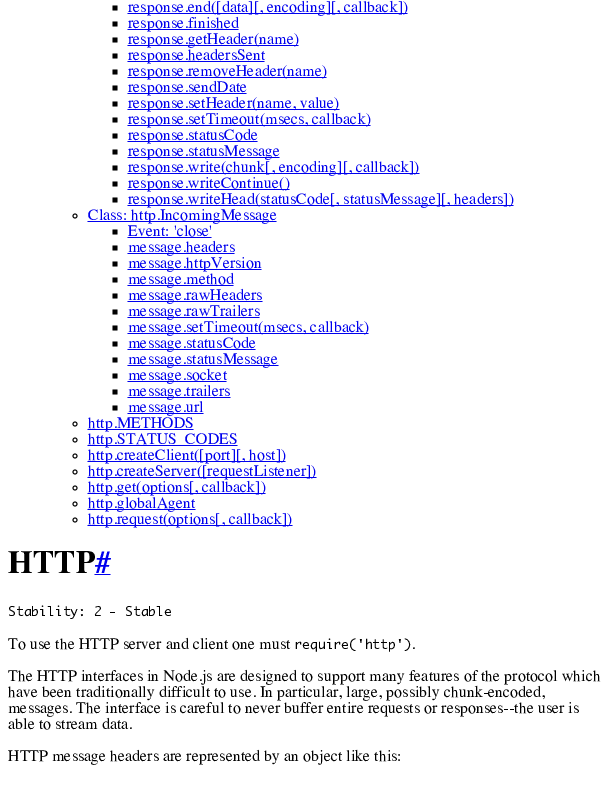 response.end([data][, encoding][, callback])
response.finished
response.getHeader(name)
response.headersSent
response.removeHeader(name)
response.sendDate
response.setHeader(name, value)
response.setTimeout(msecs, callback)
response.statusCode
response.statusMessage
response.write(chunk[, encoding][, callback])
response.writeContinue()
response.writeHead(statusCode[, statusMessage][, headers])
Class: http.IncomingMessage
Event: 'close'
message.headers
message.httpVersion
message.method
message.rawHeaders
message.rawTrailers
message.setTimeout(msecs, callback)
message.statusCode
message.statusMessage
message.socket
message.trailers
message.url
http.METHODS
http.STATUS_CODES
http.createClient([port][, host])
http.createServer([requestListener])
http.get(options[, callback])
http.globalAgent
http.request(options[, callback])
HTTP#
Stability: 2 - Stable
To use the HTTP server and client one must require('http').
The HTTP interfaces in Node.js are designed to support many features of the protocol which
have been traditionally difficult to use. In particular, large, possibly chunk-encoded,
messages. The interface is careful to never buffer entire requests or responses--the user is
able to stream data.
HTTP message headers are represented by an object like this: